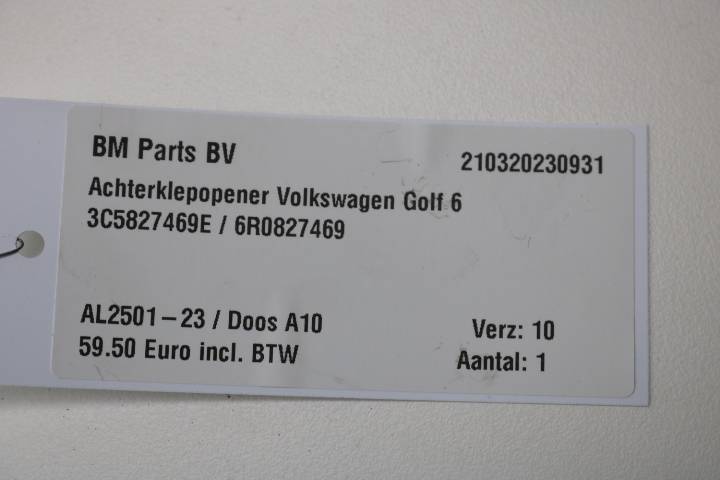 BM Parts BV 210320230931
Achterklepopener Volkswagen Golf 6
3C5827469E / 6R0827469
AL2501-23 / Doos A10 Verz: 10
59.50 Euro incl. BTW Aantal: 1